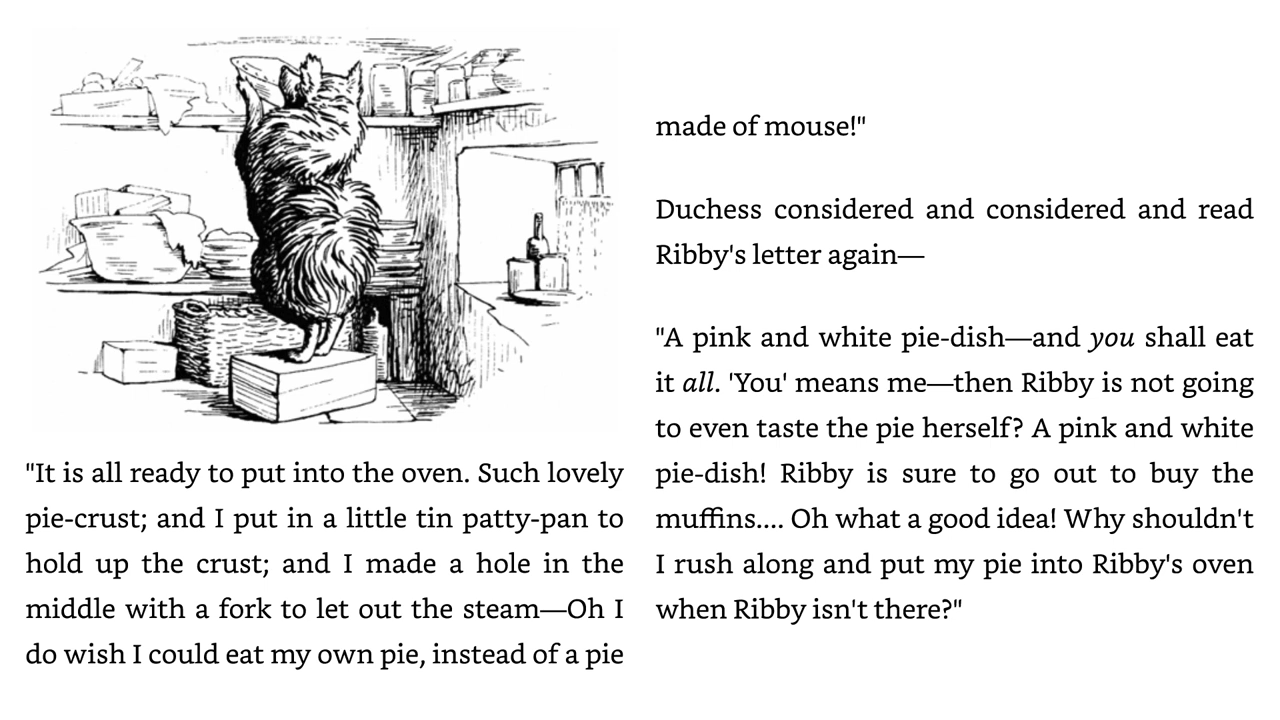 "It is all ready to put into the oven. Such lovely
pie-crust; and I put in a little tin patty-pan to
hold up the crust; and I made a hole in the
middle with a fork to let out the steam—Oh I
do wish I could eat my own pie, instead of a pie
made of mouse!"
Duchess considered and considered and read
Ribby's letter again—
"A pink and white pie-dish—and you shall eat
it all. 'You' means me—then Ribby is not going
to even taste the pie herself? A pink and white
pie-dish! Ribby is sure to go out to buy the
muffins.... Oh what a good idea! Why shouldn't
I rush along and put my pie into Ribby's oven
when Ribby isn't there?"